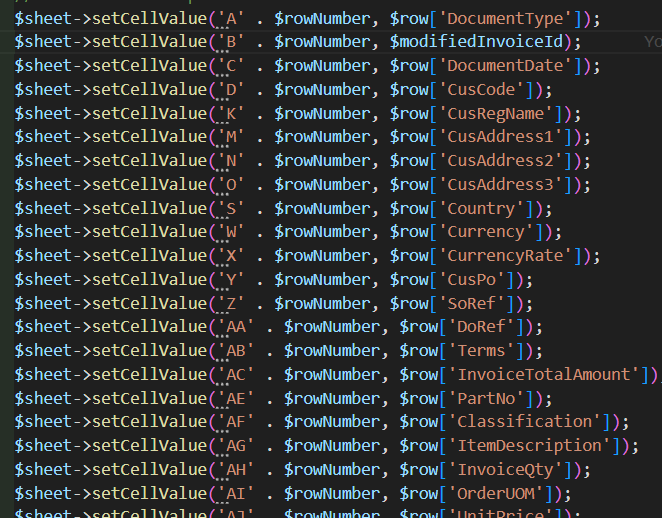 $sheet->setCellValue('A' . $rowNumber, $row['DocumentType']);
$sheet->setCellValue('B' . $rowNumber, $modifiedInvoiceId); Yo
$sheet->setCellValue('C' . $rowNumber, $row['DocumentDate']);
$sheet->setCellValue('D' . $rowNumber, $row['CusCode']);
$sheet->setCellValue('K' . $rowNumber, $row['CusRegName']);
$sheet->setCellValue('M' . $rowNumber, $row['CusAddress1']);
$sheet->setCellValue('N' . $rowNumber, $row['CusAddress2']);
$sheet->setCellValue('O' . $rowNumber, $row['CusAddress3']);
$sheet->setCellValue('S' . $rowNumber, $row['Country']);
$sheet->setCellValue('W' . $rowNumber, $row['Currency']);
$sheet->setCellValue('X' . $rowNumber, $row['CurrencyRate']);
$sheet->setCellValue('Y' . $rowNumber, $row['CusPo']);
$sheet->setCellValue('Z' . $rowNumber, $row['SoRef']);
$sheet->setCellValue('AA' . $rowNumber, $row['DoRef']);
$sheet->setCellValue('AB' . $rowNumber, $row['Terms']);
$sheet->setCellValue('AC' . $rowNumber, $row['InvoiceTotalAmount']);
$sheet->setCellValue('AE' . $rowNumber, $row['PartNo']);
$sheet->setCellValue('AF' . $rowNumber, $row['Classification']);
$sheet->setCellValue('AG' . $rowNumber, $row['ItemDescription']);
$sheet->setCellValue('AH' . $rowNumber, $row['InvoiceQty']);
$sheet->setCellValue('AI' . $rowNumber, $row['OrderUOM']);
$sheet->setCellValue('AJ' . $rowNumber, $row['UnitPrice']);